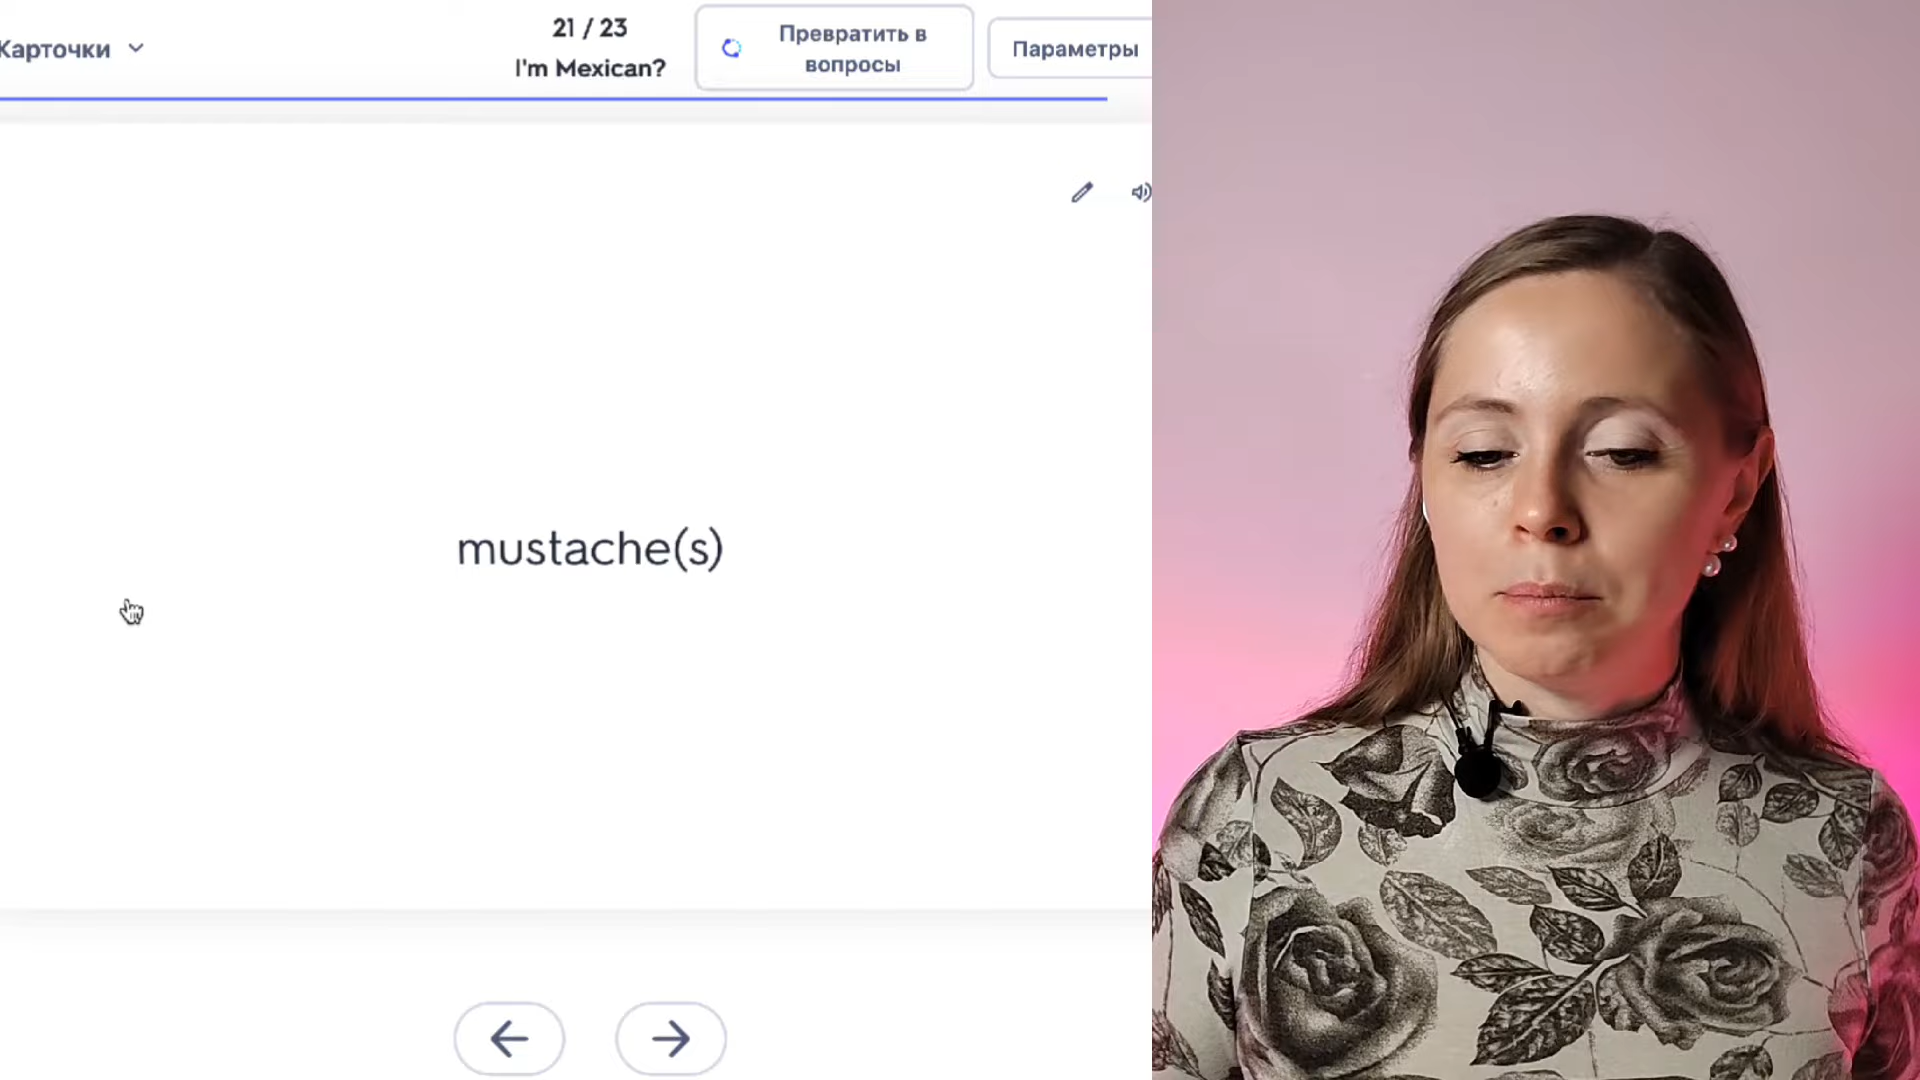 Карточки
21 / 23
I'm Mexican?
Превратить в
вопросы
Параметры
mustache(s)